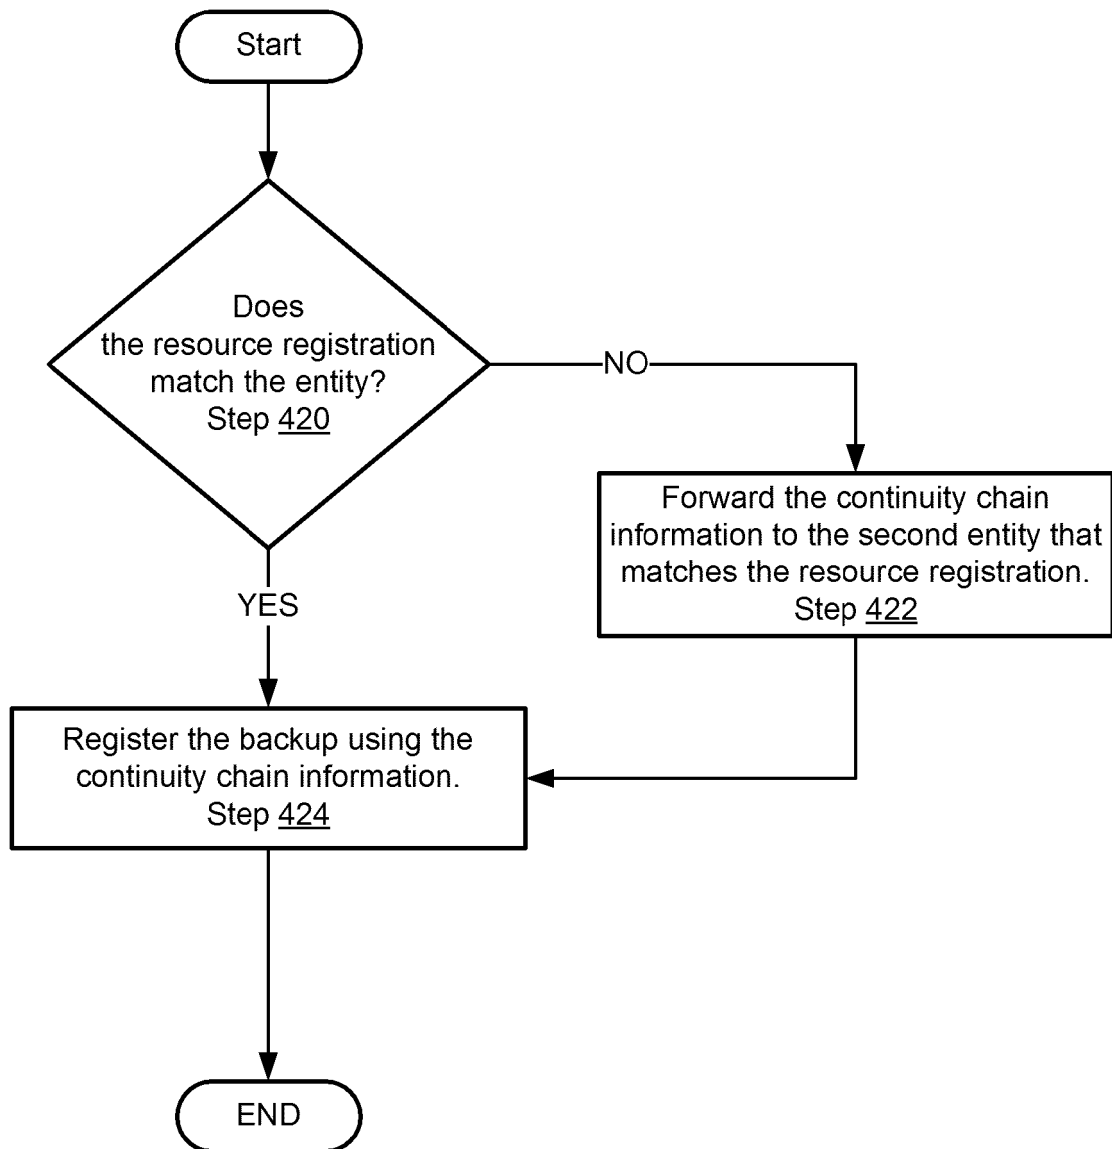 Start
Does
the resource registration
match the entity?
Step 420
NO
Forward the continuity chain
information to the second entity that
matches the resource registration.
Step 422
YES
Register the backup using the
continuity chain information.
Step 424
END